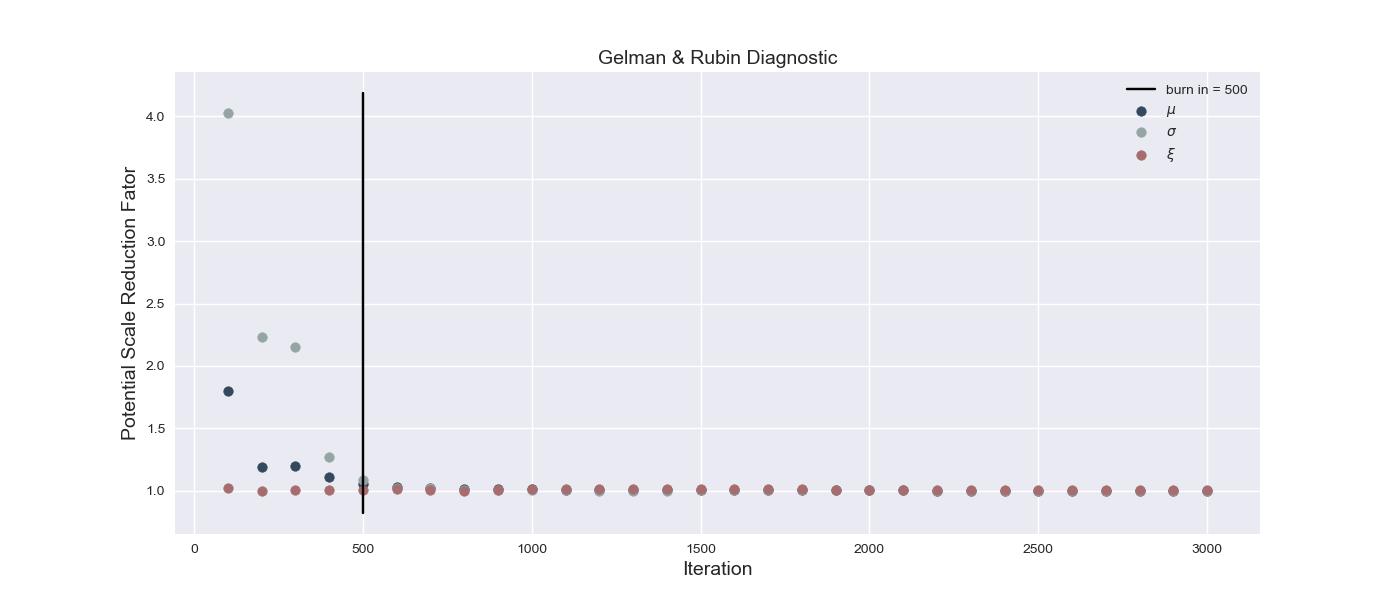 Gelman & Rubin Diagnostic
burn in = 500
μ
σ
ξ
Potential Scale Reduction Fator
4.0
3.5
3.0
2.5
2.0
1.5
1.0
0 500 1000 1500 2000 2500 3000
Iteration